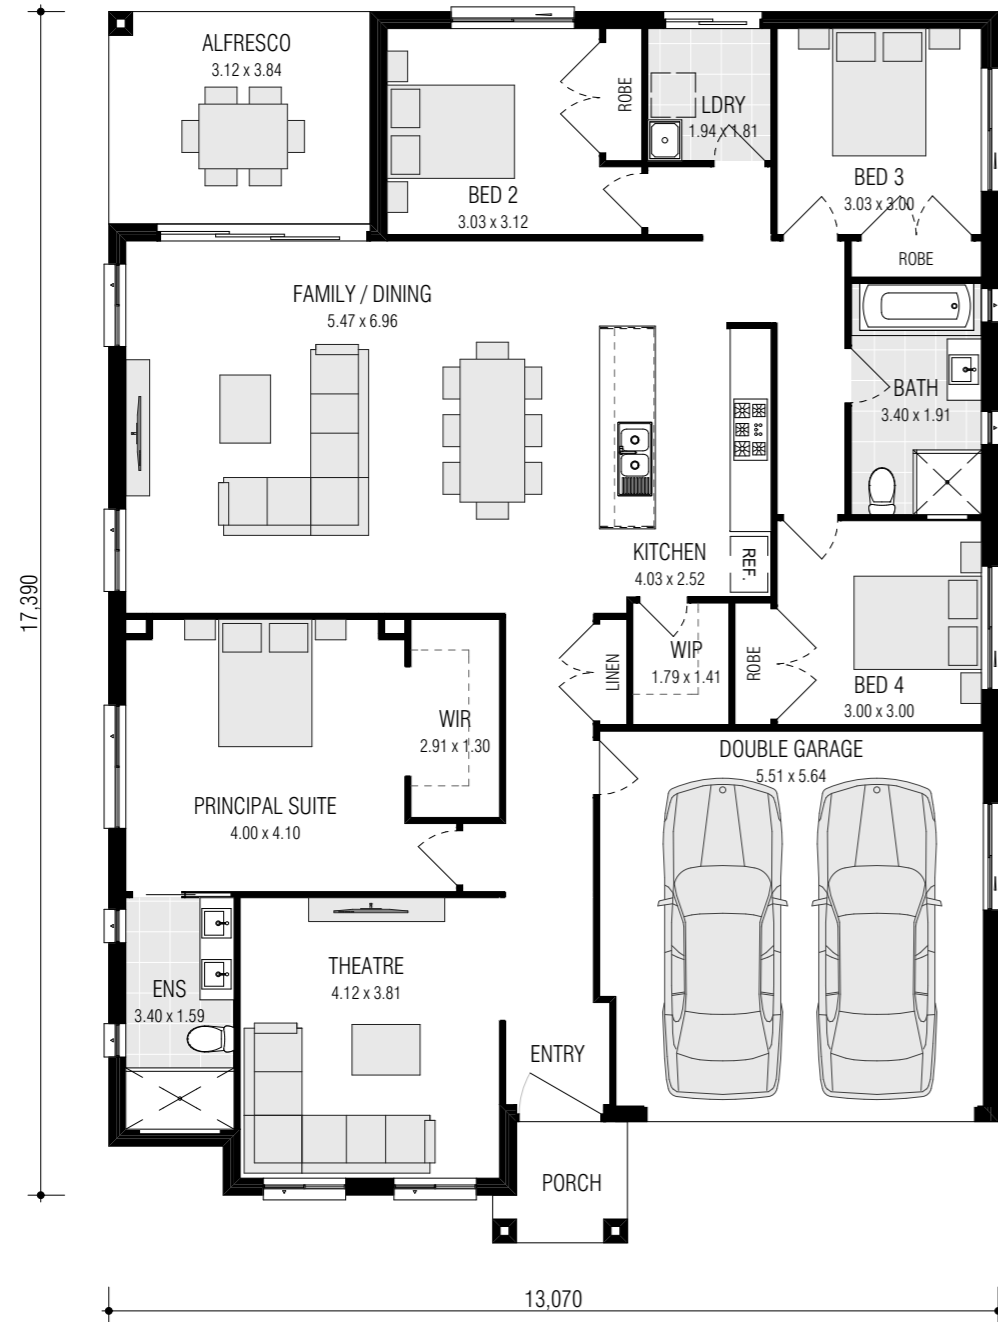 ALFRESCO
3.12 x 3.84
BED 2
3.03 x 3.12
ROBE
LDRY
1.94 x 1.81
BED 3
3.03 x 3.00
ROBE
FAMILY / DINING
5.47 x 6.96
BATH
3.40 x 1.91
KITCHEN
4.03 x 2.52
REF.
17,390
WIP
1.79 x 1.41
LINEN
ROBE
BED 4
3.00 x 3.00
WIR
2.91 x 1.30
PRINCIPAL SUITE
4.00 x 4.10
DOUBLE GARAGE
5.51 x 5.64
THEATRE
4.12 x 3.81
ENS
3.40 x 1.59
ENTRY
PORCH
13,070